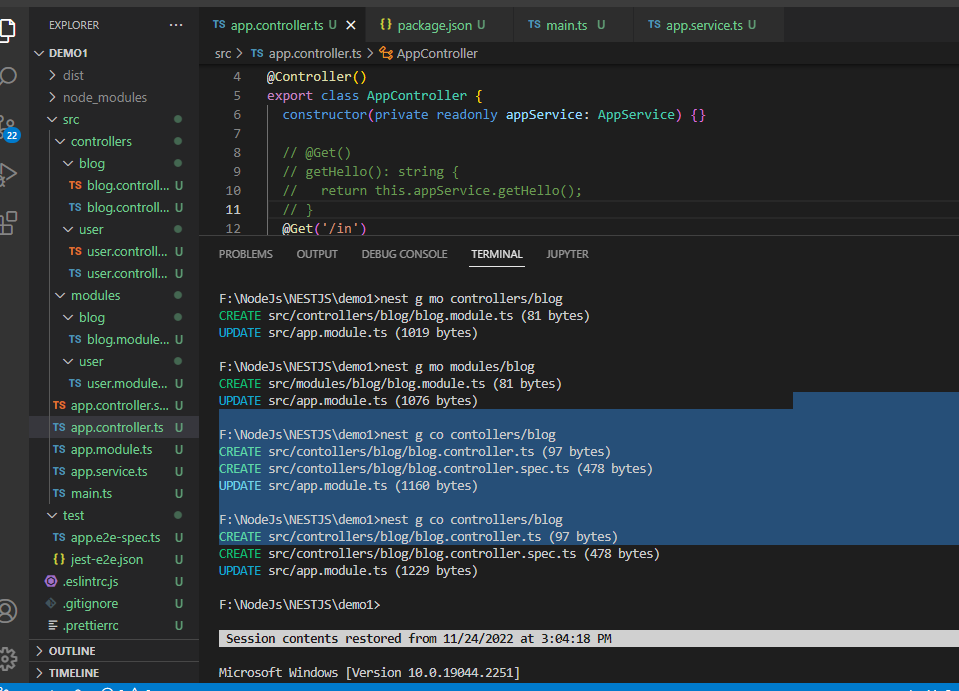 EXPLORER ...
TS app.controller.ts U
{} package.json U
TS main.ts U
TS app.service.ts U
src > TS app.controller.ts > AppController
DEMO1
dist
node_modules
src
controllers
blog
TS blog.controll... U
TS blog.controll... U
user
TS user.controll... U
TS user.controll... U
modules
blog
TS blog.module.... U
user
TS user.module.... U
TS app.controller.s... U
TS app.controller.ts U
TS app.module.ts U
TS app.service.ts U
TS main.ts U
test
TS app.e2e-spec.ts U
{} jest-e2e.json U
.eslintrc.js U
.gitignore U
.prettierrc U
OUTLINE
TIMELINE
22
4 @Controller()
5 export class AppController {
6 constructor(private readonly appService: AppService) {}
7
8 // @Get()
9 // getHello(): string {
10 //   return this.appService.getHello();
11 // }
12 @Get('/in')
PROBLEMS OUTPUT DEBUG CONSOLE TERMINAL JUPYTER
F:\NodeJs\NESTJS\demo1>nest g mo controllers/blog
CREATE src/controllers/blog/blog.module.ts (81 bytes)
UPDATE src/app.module.ts (1019 bytes)
F:\NodeJs\NESTJS\demo1>nest g mo modules/blog
CREATE src/modules/blog/blog.module.ts (81 bytes)
UPDATE src/app.module.ts (1076 bytes)
F:\NodeJs\NESTJS\demo1>nest g co contollers/blog
CREATE src/contollers/blog/blog.controller.ts (97 bytes)
CREATE src/contollers/blog/blog.controller.spec.ts (478 bytes)
UPDATE src/app.module.ts (1160 bytes)
F:\NodeJs\NESTJS\demo1>nest g co controllers/blog
CREATE src/controllers/blog/blog.controller.ts (97 bytes)
CREATE src/controllers/blog/blog.controller.spec.ts (478 bytes)
UPDATE src/app.module.ts (1229 bytes)
F:\NodeJs\NESTJS\demo1>
Session contents restored from 11/24/2022 at 3:04:18 PM
Microsoft Windows [Version 10.0.19044.2251]